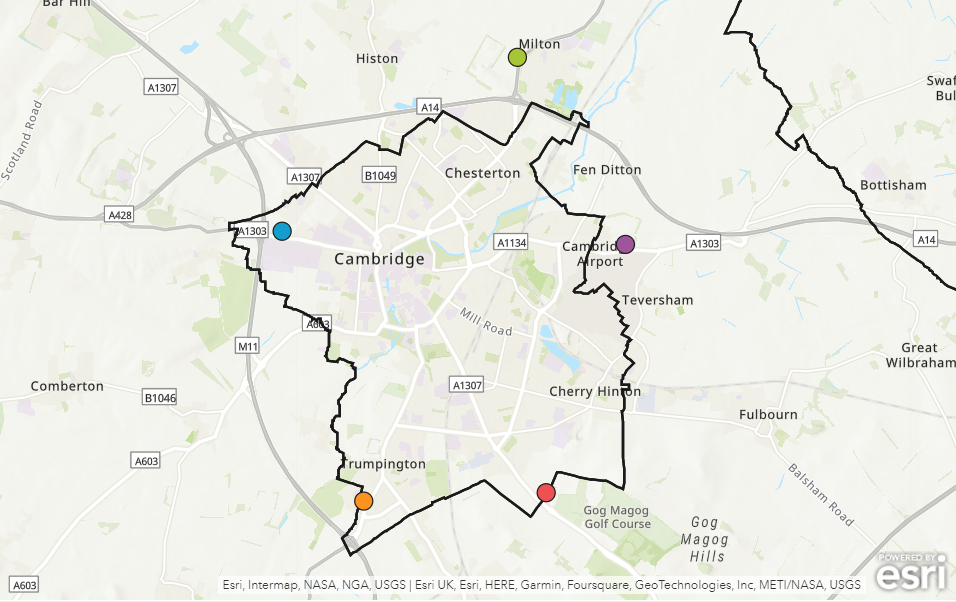 Bar Hill
Milton
Histon
A1307
Swaf
Bul
Scotland Road
A14
A1307
B1049
Chesterton
Fen Ditton
Bottisham
A428
A1303
A1134
Cambrid
Airport
A1303
A14
Cambridge
Teversham
Mill Road
A603
M11
Great
Wilbraham
Comberton
B1046
A1307
Cherry Hinton
Fulbourn
A603
Trumpington
Balsham Road
Gog Magog
Golf Course
Gog
Magog
Hills
A603
POWERED BY
esri
Esri, Intermap, NASA, NGA, USGS | Esri UK, Esri, HERE, Garmin, Foursquare, GeoTechnologies, Inc, METI/NASA, USGS